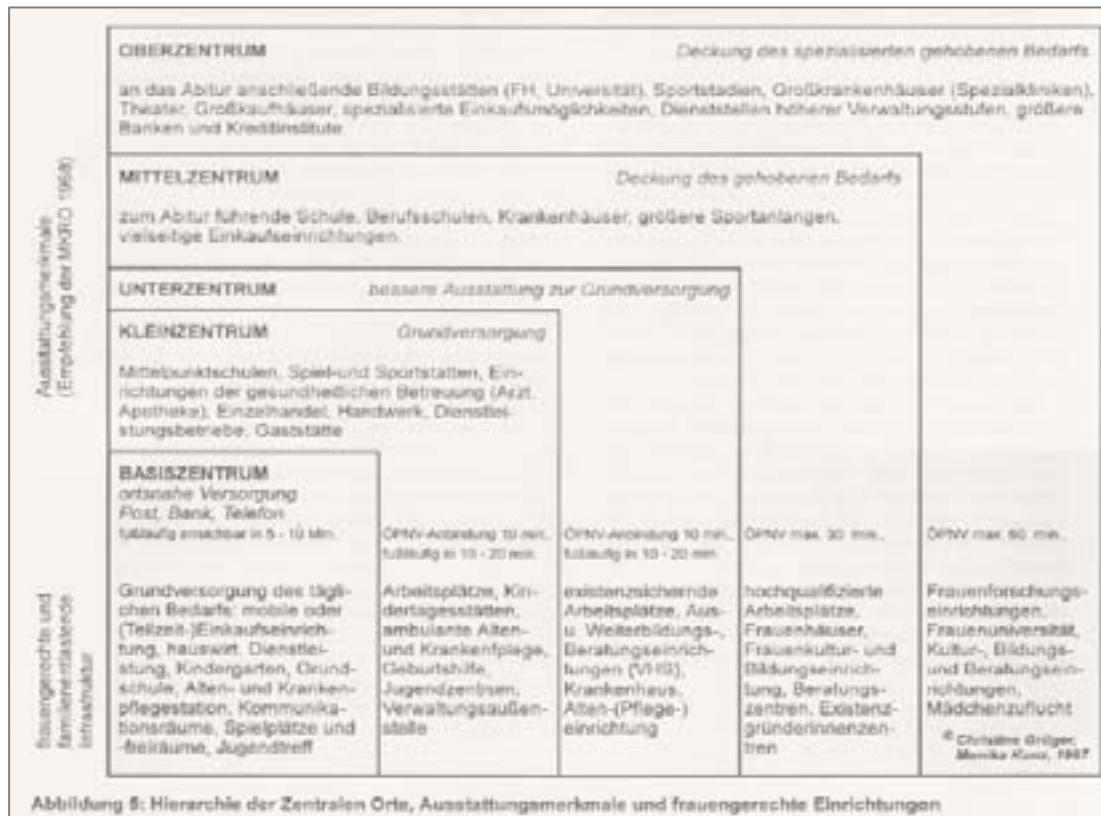 OBERZENTRUM Deckung des spezialisierten gehobenen Bedarfs
an das Abitur anschließende Bildungsstätten (FH, Universität), Sportstadien, Großkrankenhäuser (Spezialkliniken),
Theater, Großkaufhäuser, spezialisierte Einkaufsmöglichkeiten, Dienststellen höherer Verwaltungsstufen, größere
Banken und Kreditinstitute
MITTELZENTRUM Deckung des gehobenen Bedarfs
zum Abitur führende Schule, Berufsschulen, Krankenhäuser, größere Sportanlangen,
vielseitige Einkaufseinrichtungen.
UNTERZENTRUM bessere Ausstattung zur Grundversorgung
KLEINZENTRUM Grundversorgung
Mittelpunktschulen, Spiel-und Sportstätten, Ein-
richtungen der gesundheitlichen Betreuung (Arzt,
Apotheke), Einzelhandel, Handwerk, Dienstlei-
stungsbetriebe, Gaststätte
Ausstattungsmerkmale
(Empfehlung der MKRO 1968)
BASISZENTRUM
ortsnahe Versorgung
Post, Bank, Telefon
fußläufig erreichbar in 5 - 10 Min.
ÖPNV-Anbindung 10 min.,
fußläufig in 10 - 20 min.
ÖPNV-Anbindung 10 min.,
fußläufig in 10 - 20 min.
ÖPNV max. 30 min.,
ÖPNV max. 60 min.,
frauengerechte und
familienentlastende
Infrastruktur
Grundversorgung des tägli-
chen Bedarfs: mobile oder
(Teilzeit-)Einkaufseinrich-
tung, hauswirt. Dienstlei-
stung, Kindergarten, Grund-
schule, Alten- und Kranken-
pflegestation, Kommunika-
tionsräume, Spielplätze und
-freiräume, Jugendtreff
Arbeitsplätze, Kin-
dertagesstätten,
ambulante Alten-
und Krankenpflege,
Geburtshilfe,
Jugendzentren,
Verwaltungsaußen-
stelle
existenzsichernde
Arbeitsplätze, Aus-
u. Weiterbildungs-,
Beratungseinrich-
tungen (VHS),
Krankenhaus,
Alten-(Pflege-)
einrichtung
hochqualifizierte
Arbeitsplätze,
Frauenhäuser,
Frauenkultur- und
Bildungseinrich-
tung, Beratungs-
zentren, Existenz-
gründerinnenzen-
tren
Frauenforschungs-
einrichtungen,
Frauenuniversität,
Kultur-, Bildungs-
und Beratungsein-
richtungen,
Mädchenzuflucht
© Christine Grüger,
Monika Kunz, 1997
Abbildung 5: Hierarchie der Zentralen Orte, Ausstattungsmerkmale und frauengerechte Einrichtungen